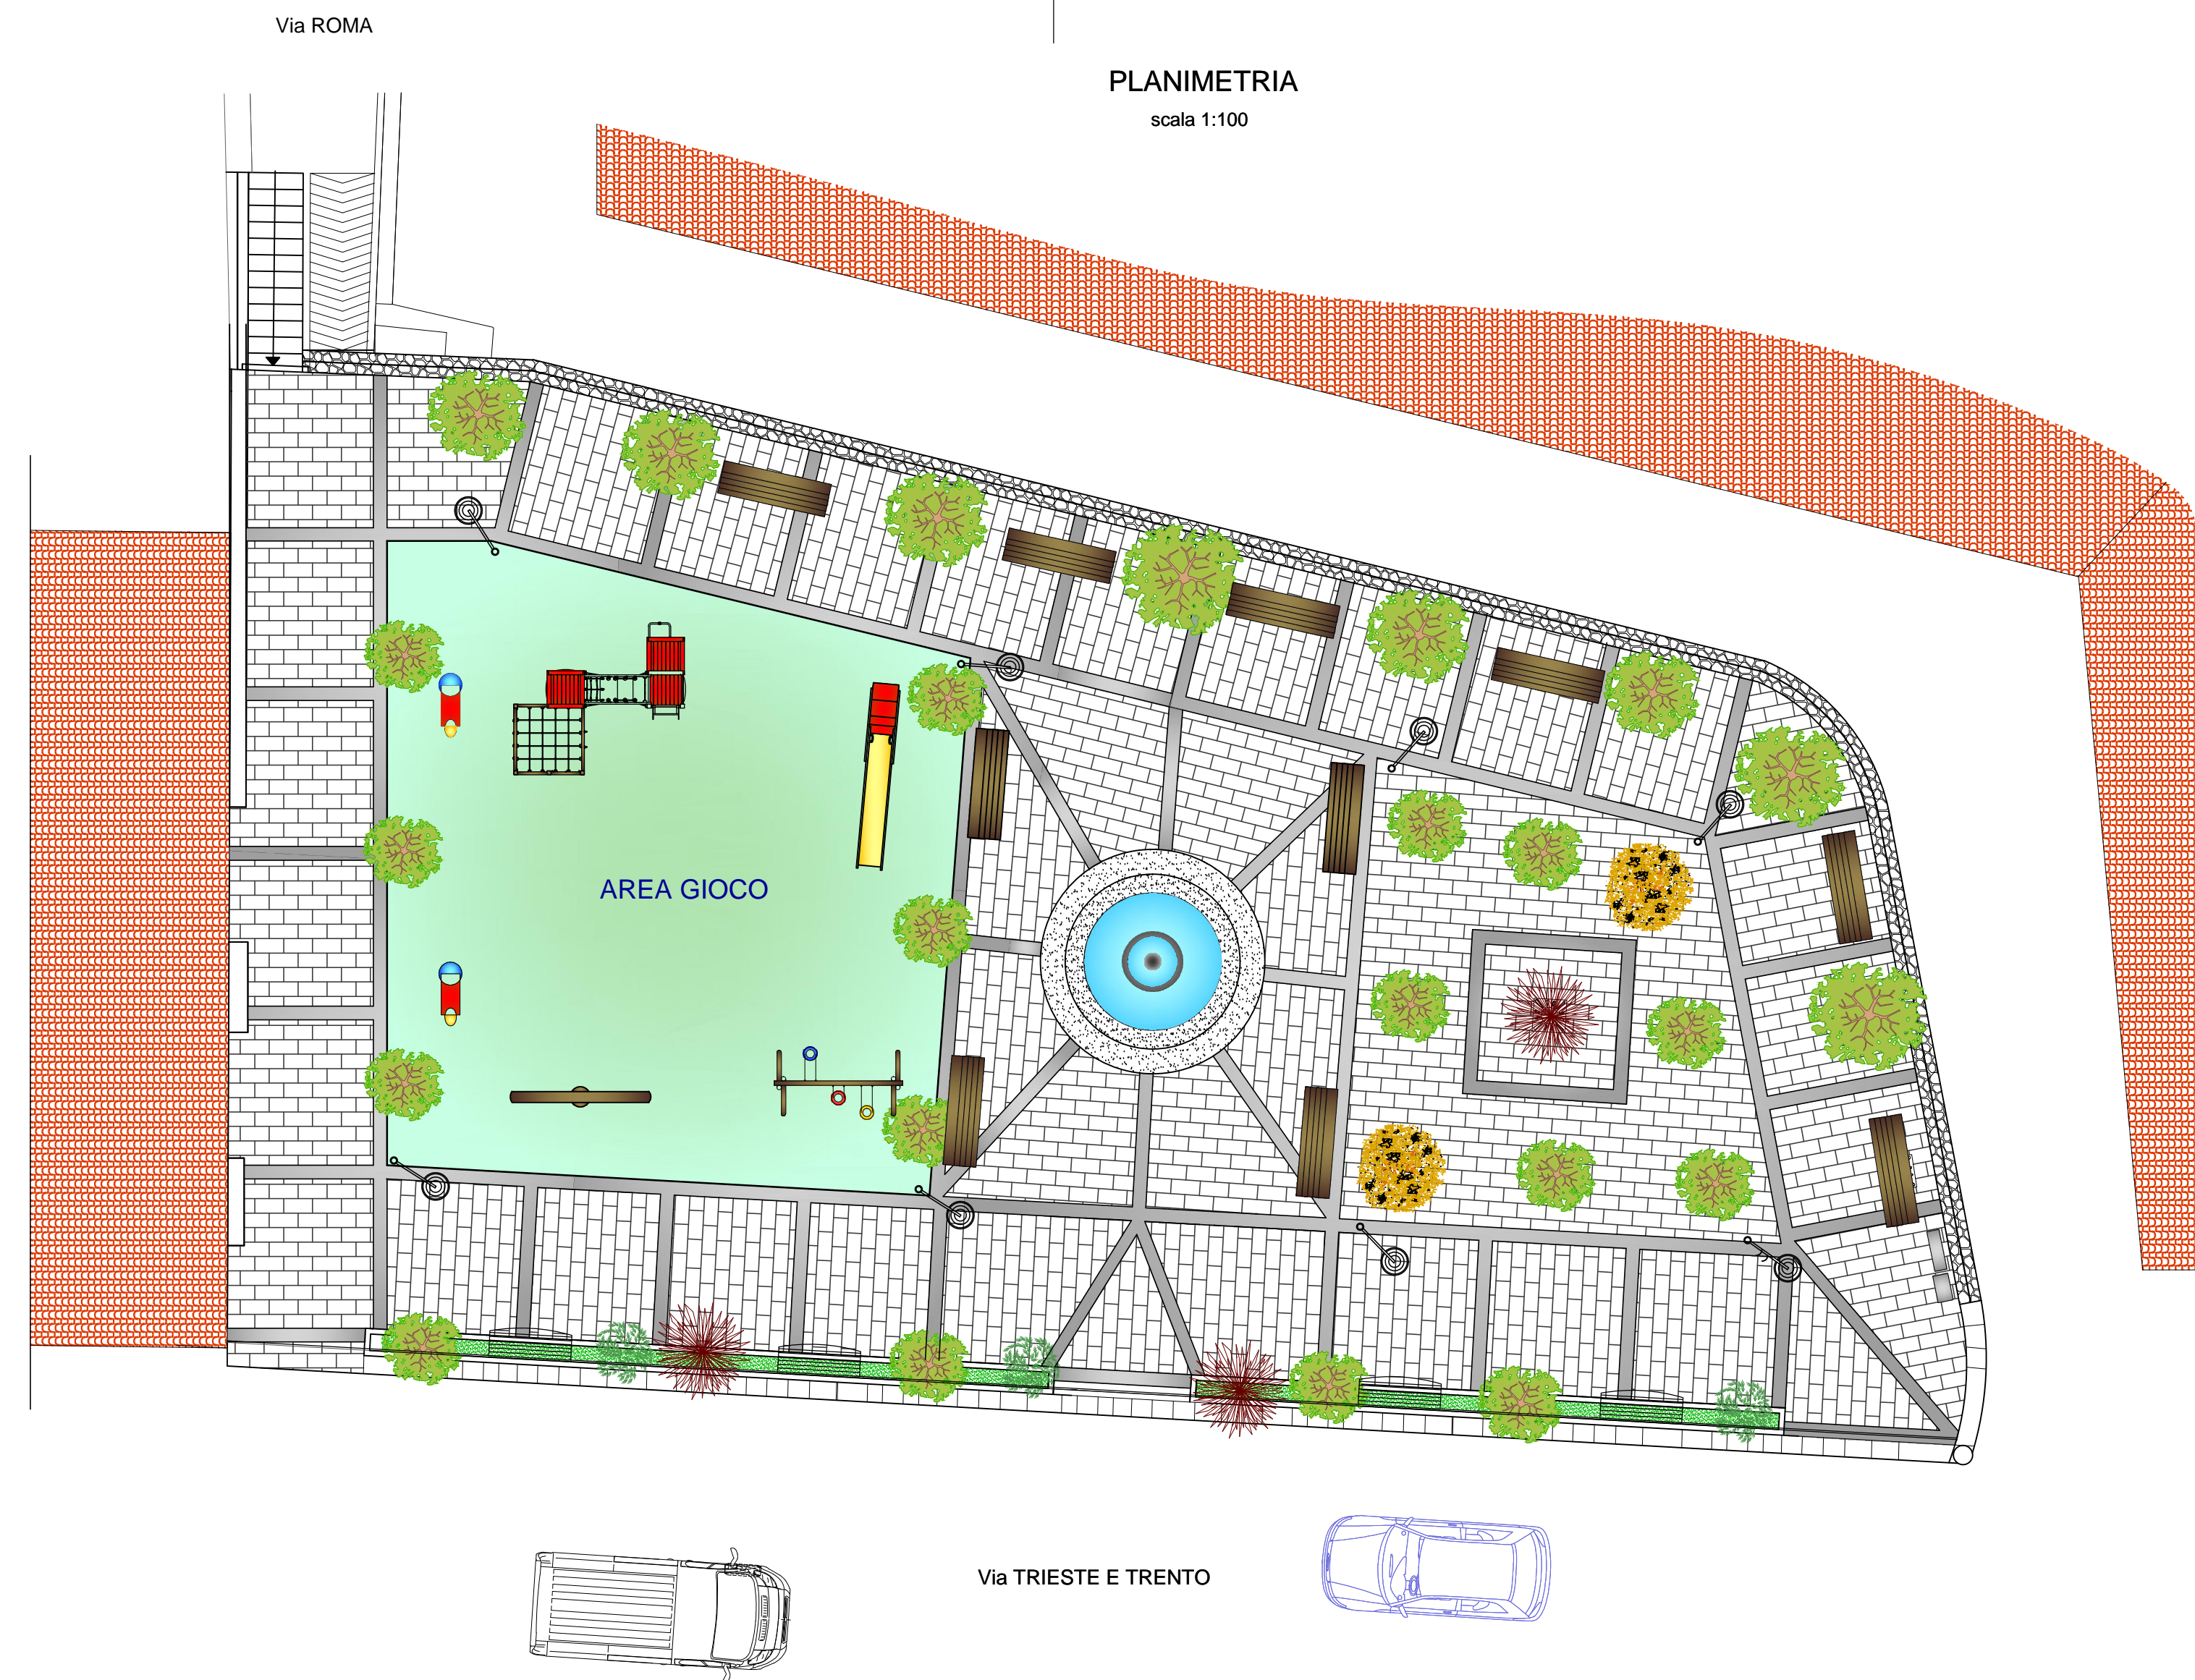 Via ROMA
PLANIMETRIA
scala 1:100
AREA GIOCO
Via TRIESTE E TRENTO